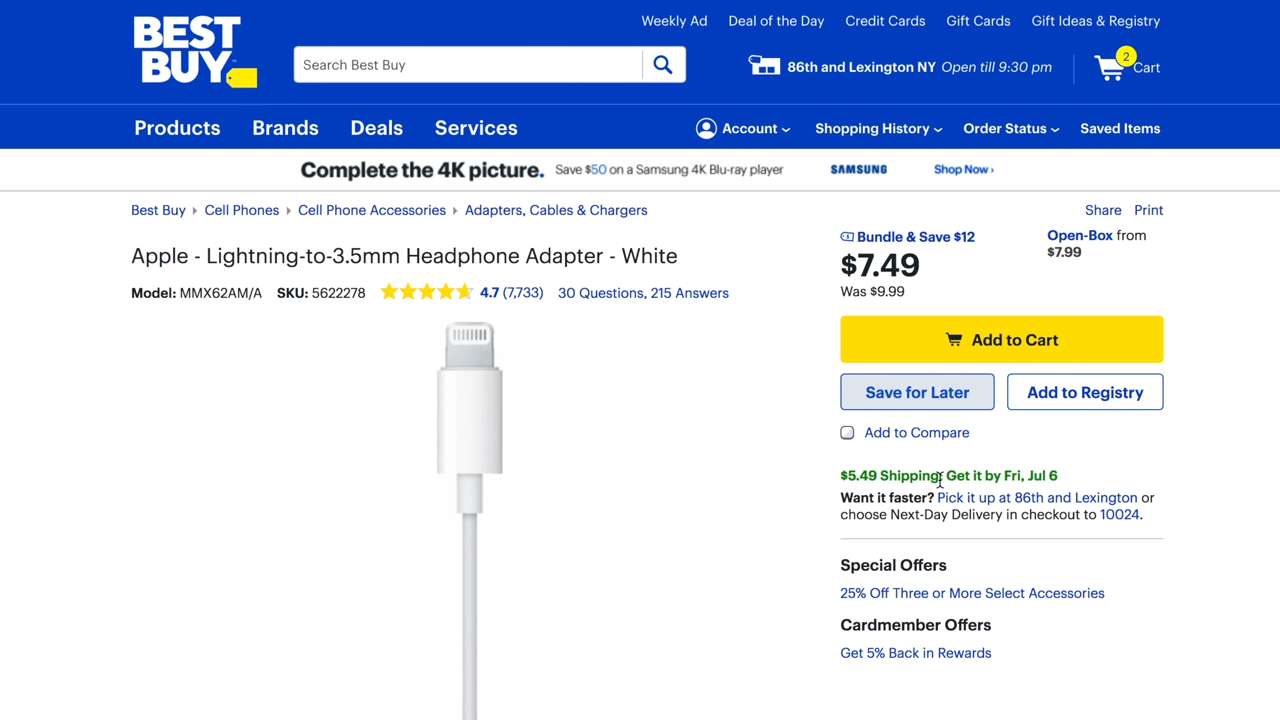 BEST
BUY
Weekly Ad Deal of the Day Credit Cards Gift Cards Gift Ideas & Registry
Search Best Buy
86th and Lexington NY Open till 9:30 pm
2
Cart
Products Brands Deals Services
Account Shopping History Order Status Saved Items
Complete the 4K picture. Save $50 on a Samsung 4K Blu-ray player SAMSUNG Shop Now ›
Best Buy Cell Phones Cell Phone Accessories Adapters, Cables & Chargers
Share Print
Apple - Lightning-to-3.5mm Headphone Adapter - White
Model: MMX62AM/A SKU: 5622278 4.7 (7,733) 30 Questions, 215 Answers
Bundle & Save $12
$7.49
Was $9.99
Open-Box from
$7.99
Add to Cart
Save for Later Add to Registry
Add to Compare
$5.49 Shipping: Get it by Fri, Jul 6
Want it faster? Pick it up at 86th and Lexington or
choose Next-Day Delivery in checkout to 10024.
Special Offers
25% Off Three or More Select Accessories
Cardmember Offers
Get 5% Back in Rewards